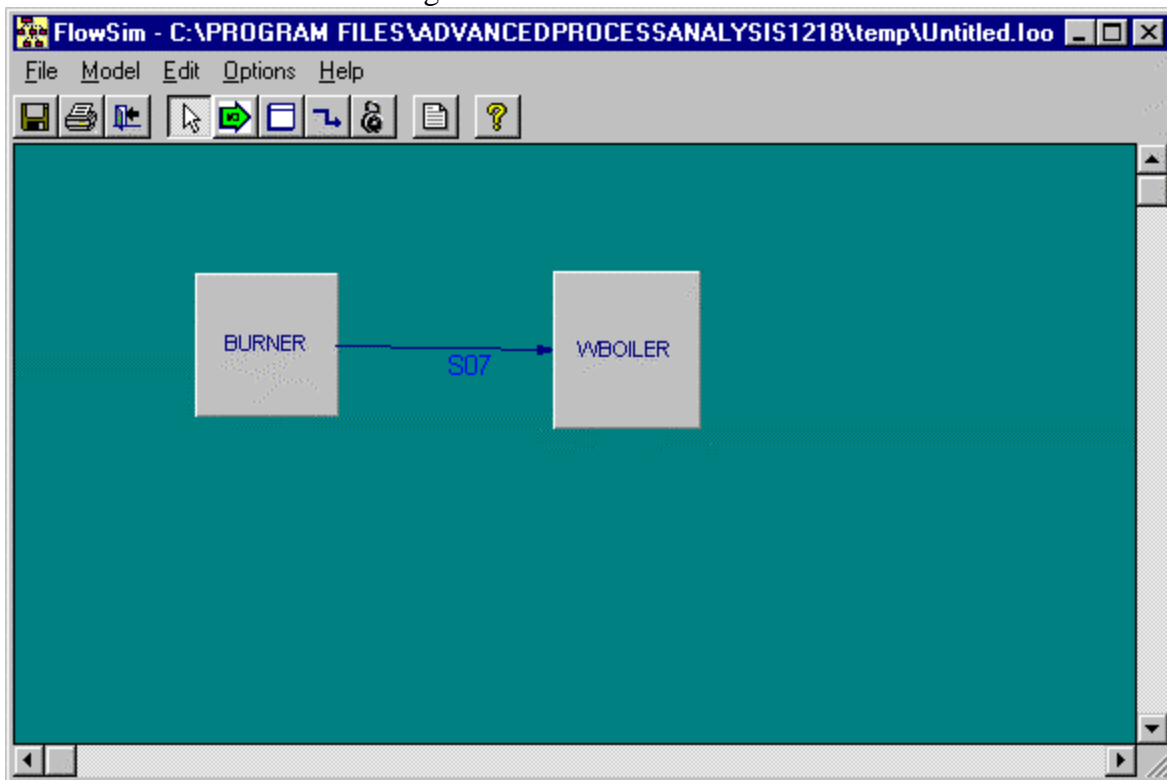 FlowSim - C:\PROGRAM FILES\ADVANCEDPROCESSANALYSIS1218\temp\Untitled.loo
File Model Edit Options Help
BURNER
WBOILER
S07